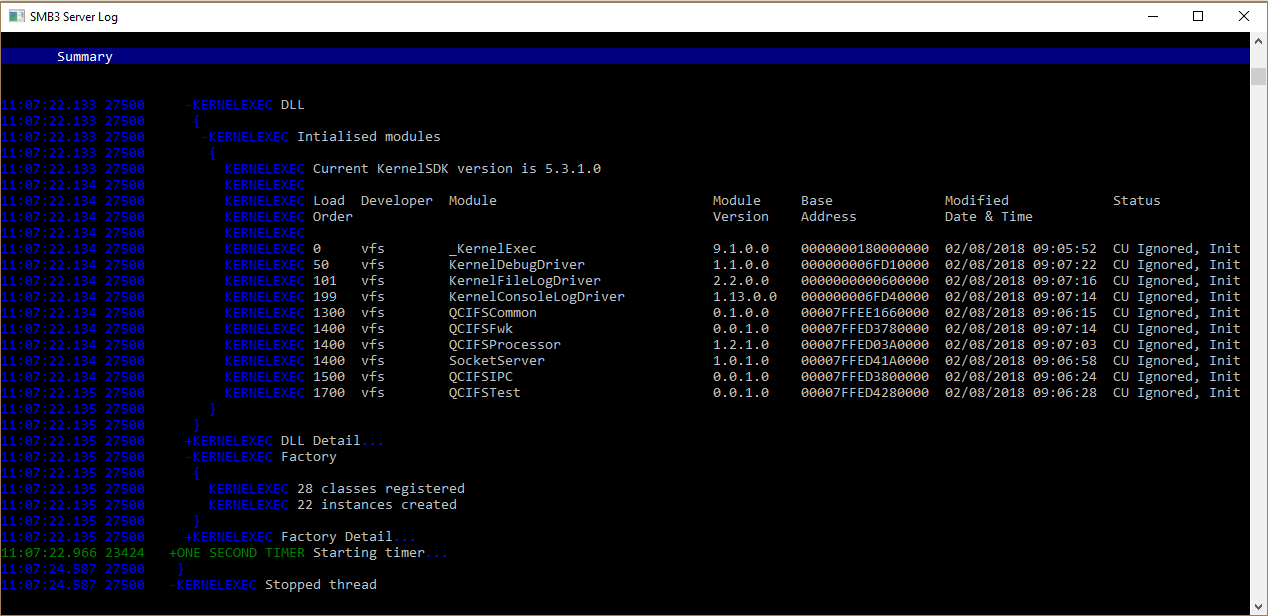 SMB3 Server Log
Summary
11:07:22.133 27500 -KERNELEXEC DLL
11:07:22.133 27500 {
11:07:22.133 27500 -KERNELEXEC Intialised modules
11:07:22.133 27500 {
11:07:22.133 27500 KERNELEXEC Current KernelSDK version is 5.3.1.0
11:07:22.134 27500 KERNELEXEC
11:07:22.134 27500 KERNELEXEC Load Developer Module Module Base Modified Status
11:07:22.134 27500 KERNELEXEC Order Version Address Date & Time
11:07:22.134 27500 KERNELEXEC
11:07:22.134 27500 KERNELEXEC 0 vfs _KernelExec 9.1.0.0 0000000180000000 02/08/2018 09:05:52 CU Ignored, Init
11:07:22.134 27500 KERNELEXEC 50 vfs KernelDebugDriver 1.1.0.0 000000006FD10000 02/08/2018 09:07:22 CU Ignored, Init
11:07:22.134 27500 KERNELEXEC 101 vfs KernelFileLogDriver 2.2.0.0 0000000000600000 02/08/2018 09:07:16 CU Ignored, Init
11:07:22.134 27500 KERNELEXEC 199 vfs KernelConsoleLogDriver 1.13.0.0 000000006FD40000 02/08/2018 09:07:14 CU Ignored, Init
11:07:22.134 27500 KERNELEXEC 1300 vfs QCIFSCommon 0.1.0.0 00007FFEE1660000 02/08/2018 09:06:15 CU Ignored, Init
11:07:22.134 27500 KERNELEXEC 1400 vfs QCIFSFwk 0.0.1.0 00007FFED3780000 02/08/2018 09:07:14 CU Ignored, Init
11:07:22.134 27500 KERNELEXEC 1400 vfs QCIFSProcessor 1.2.1.0 00007FFED03A0000 02/08/2018 09:07:03 CU Ignored, Init
11:07:22.134 27500 KERNELEXEC 1400 vfs SocketServer 1.0.1.0 00007FFED41A0000 02/08/2018 09:06:58 CU Ignored, Init
11:07:22.134 27500 KERNELEXEC 1500 vfs QCIFSIPC 0.0.1.0 00007FFED3800000 02/08/2018 09:06:24 CU Ignored, Init
11:07:22.135 27500 KERNELEXEC 1700 vfs QCIFSTest 0.0.1.0 00007FFED4280000 02/08/2018 09:06:28 CU Ignored, Init
11:07:22.135 27500 }
11:07:22.135 27500 }
11:07:22.135 27500 +KERNELEXEC DLL Detail...
11:07:22.135 27500 -KERNELEXEC Factory
11:07:22.135 27500 {
11:07:22.135 27500 KERNELEXEC 28 classes registered
11:07:22.135 27500 KERNELEXEC 22 instances created
11:07:22.135 27500 }
11:07:22.135 27500 +KERNELEXEC Factory Detail...
11:07:22.966 23424 +ONE SECOND TIMER Starting timer...
11:07:24.587 27500 }
11:07:24.587 27500 -KERNELEXEC Stopped thread